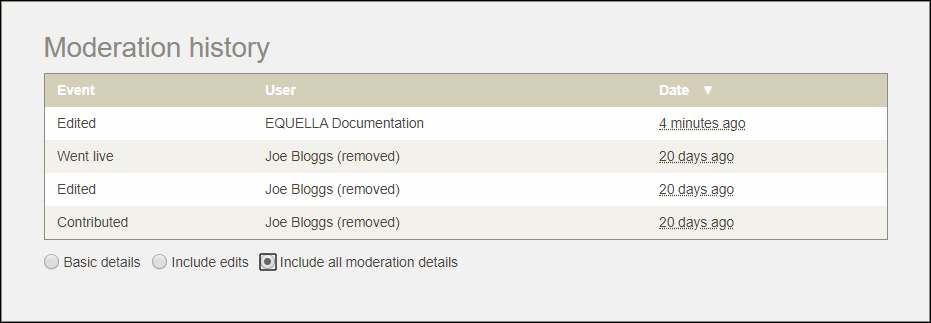 Moderation history
Event User Date ▼
Edited EQUELLA Documentation 4 minutes ago
Went live Joe Bloggs (removed) 20 days ago
Edited Joe Bloggs (removed) 20 days ago
Contributed Joe Bloggs (removed) 20 days ago
Basic details Include edits Include all moderation details